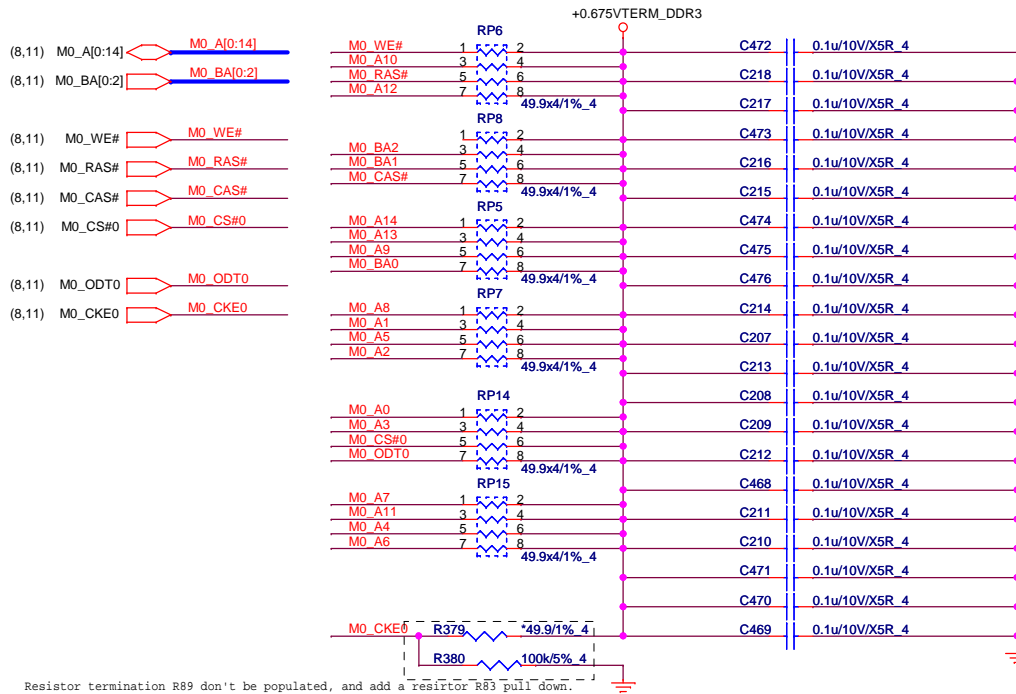 +0.675VTERM_DDR3
(8,11) M0_A[0:14] M0_A[0:14]
(8,11) M0_BA[0:2] M0_BA[0:2]
(8,11) M0_WE# M0_WE#
(8,11) M0_RAS# M0_RAS#
(8,11) M0_CAS# M0_CAS#
(8,11) M0_CS#0 M0_CS#0
(8,11) M0_ODT0 M0_ODT0
(8,11) M0_CKE0 M0_CKE0
RP6
M0_WE# 1 2
M0_A10 3 4
M0_RAS# 5 6
M0_A12 7 8
49.9x4/1%_4
RP8
1 2
M0_BA2 3 4
M0_BA1 5 6
M0_CAS# 7 8
49.9x4/1%_4
RP5
M0_A14 1 2
M0_A13 3 4
M0_A9 5 6
M0_BA0 7 8
49.9x4/1%_4
RP7
M0_A8 1 2
M0_A1 3 4
M0_A5 5 6
M0_A2 7 8
49.9x4/1%_4
RP14
M0_A0 1 2
M0_A3 3 4
M0_CS#0 5 6
M0_ODT0 7 8
49.9x4/1%_4
RP15
M0_A7 1 2
M0_A11 3 4
M0_A4 5 6
M0_A6 7 8
49.9x4/1%_4
M0_CKE0 R379 *49.9/1%_4
R380 100k/5%_4
C472 0.1u/10V/X5R_4
C218 0.1u/10V/X5R_4
C217 0.1u/10V/X5R_4
C473 0.1u/10V/X5R_4
C216 0.1u/10V/X5R_4
C215 0.1u/10V/X5R_4
C474 0.1u/10V/X5R_4
C475 0.1u/10V/X5R_4
C476 0.1u/10V/X5R_4
C214 0.1u/10V/X5R_4
C207 0.1u/10V/X5R_4
C213 0.1u/10V/X5R_4
C208 0.1u/10V/X5R_4
C209 0.1u/10V/X5R_4
C212 0.1u/10V/X5R_4
C468 0.1u/10V/X5R_4
C211 0.1u/10V/X5R_4
C210 0.1u/10V/X5R_4
C471 0.1u/10V/X5R_4
C470 0.1u/10V/X5R_4
C469 0.1u/10V/X5R_4
Resistor termination R89 don't be populated, and add a resirtor R83 pull down.